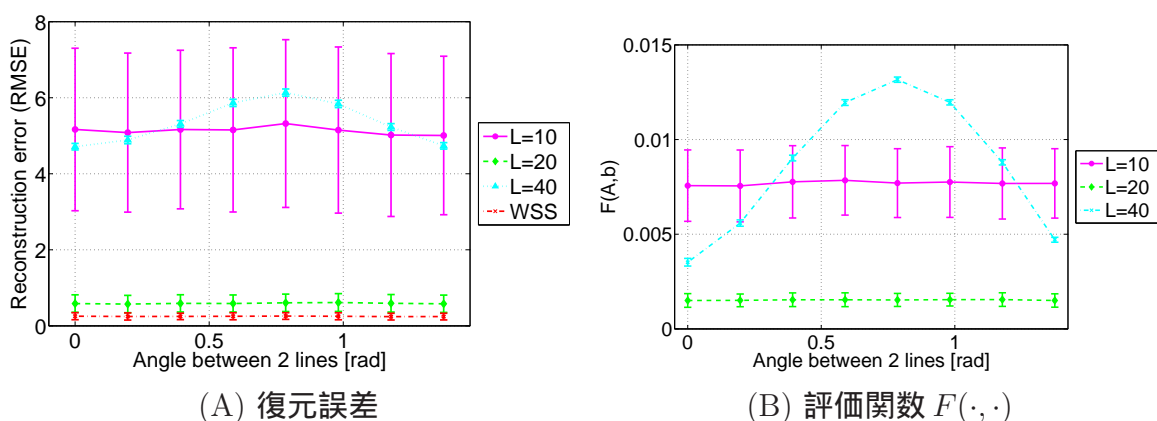 8
6
4
2
0
Reconstruction error (RMSE)
0
0.5
1
Angle between 2 lines [rad]
L=10
L=20
L=40
WSS
(A) 復元誤差
0.015
0.01
0.005
0
F(A,b)
0
0.5
1
Angle between 2 lines [rad]
L=10
L=20
L=40
(B) 評価関数 F(·,·)